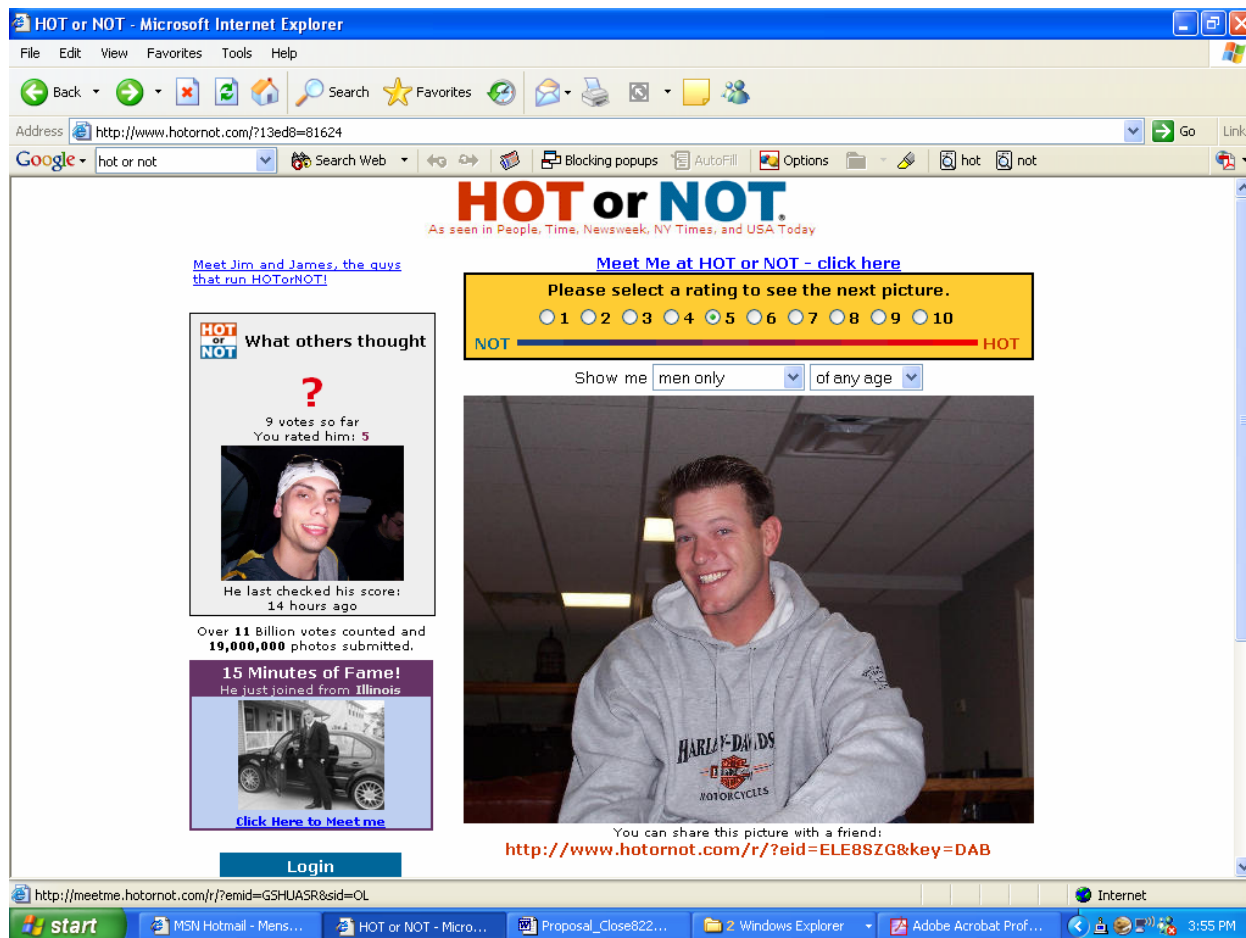 HOT or NOT - Microsoft Internet Explorer
File Edit View Favorites Tools Help
Back Search Favorites
Address http://www.hotornot.com/?13ed8=81624 Go Link
Google hot or not Search Web Blocking popups AutoFill Options hot not
HOT or NOT®
As seen in People, Time, Newsweek, NY Times, and USA Today
Meet Jim and James, the guys
that run HOTorNOT!
HOT
or
NOT
What others thought
?
9 votes so far
You rated him: 5
He last checked his score:
14 hours ago
Over 11 Billion votes counted and
19,000,000 photos submitted.
15 Minutes of Fame!
He just joined from Illinois
Click Here to Meet me
Login
Meet Me at HOT or NOT - click here
Please select a rating to see the next picture.
1 2 3 4 5 6 7 8 9 10
NOT HOT
Show me men only of any age
HARLEY-DAVIDS
MOTORCYCLES
You can share this picture with a friend:
http://www.hotornot.com/r/?eid=ELE8SZG&key=DAB
http://meetme.hotornot.com/r/?emid=GSHUASR&sid=OL Internet
start MSN Hotmail - Mens... HOT or NOT - Micro... Proposal_Close822... 2 Windows Explorer Adobe Acrobat Prof... 3:55 PM